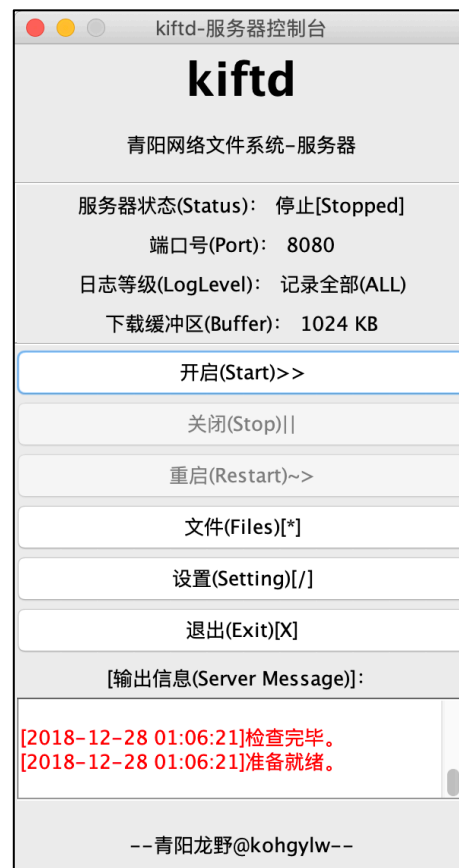 kiftd-服务器控制台
kiftd
青阳网络文件系统-服务器
服务器状态(Status)： 停止[Stopped]
端口号(Port)： 8080
日志等级(LogLevel)： 记录全部(ALL)
下载缓冲区(Buffer)： 1024 KB
开启(Start)>>
关闭(Stop)||
重启(Restart)~>
文件(Files)[*]
设置(Setting)[/]
退出(Exit)[X]
[输出信息(Server Message)]：
[2018-12-28 01:06:21]检查完毕。
[2018-12-28 01:06:21]准备就绪。
--青阳龙野@kohgylw--